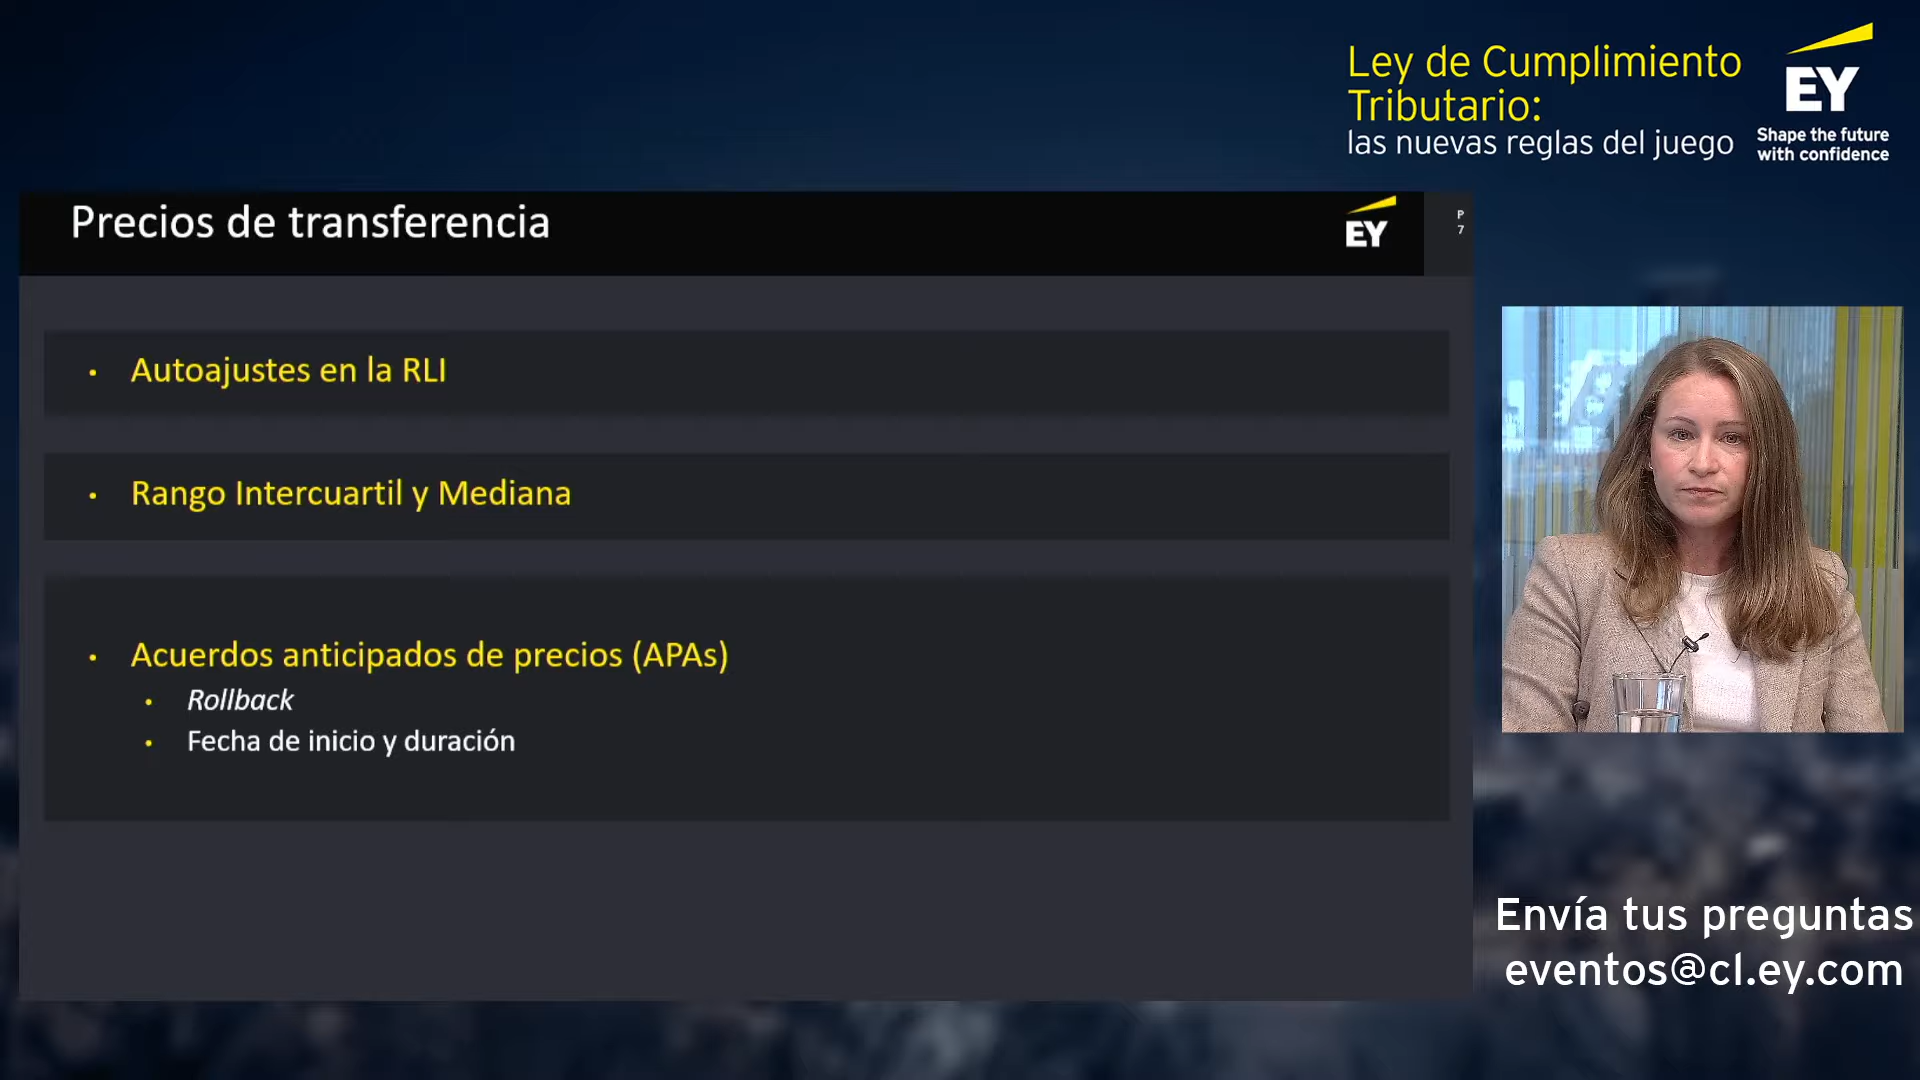 Ley de Cumplimiento
Tributario:
las nuevas reglas del juego
EY
Shape the future
with confidence
Precios de transferencia
EY
P
7
• Autoajustes en la RLI
• Rango Intercuartil y Mediana
• Acuerdos anticipados de precios (APAs)
• Rollback
• Fecha de inicio y duración
Envía tus preguntas
eventos@cl.ey.com